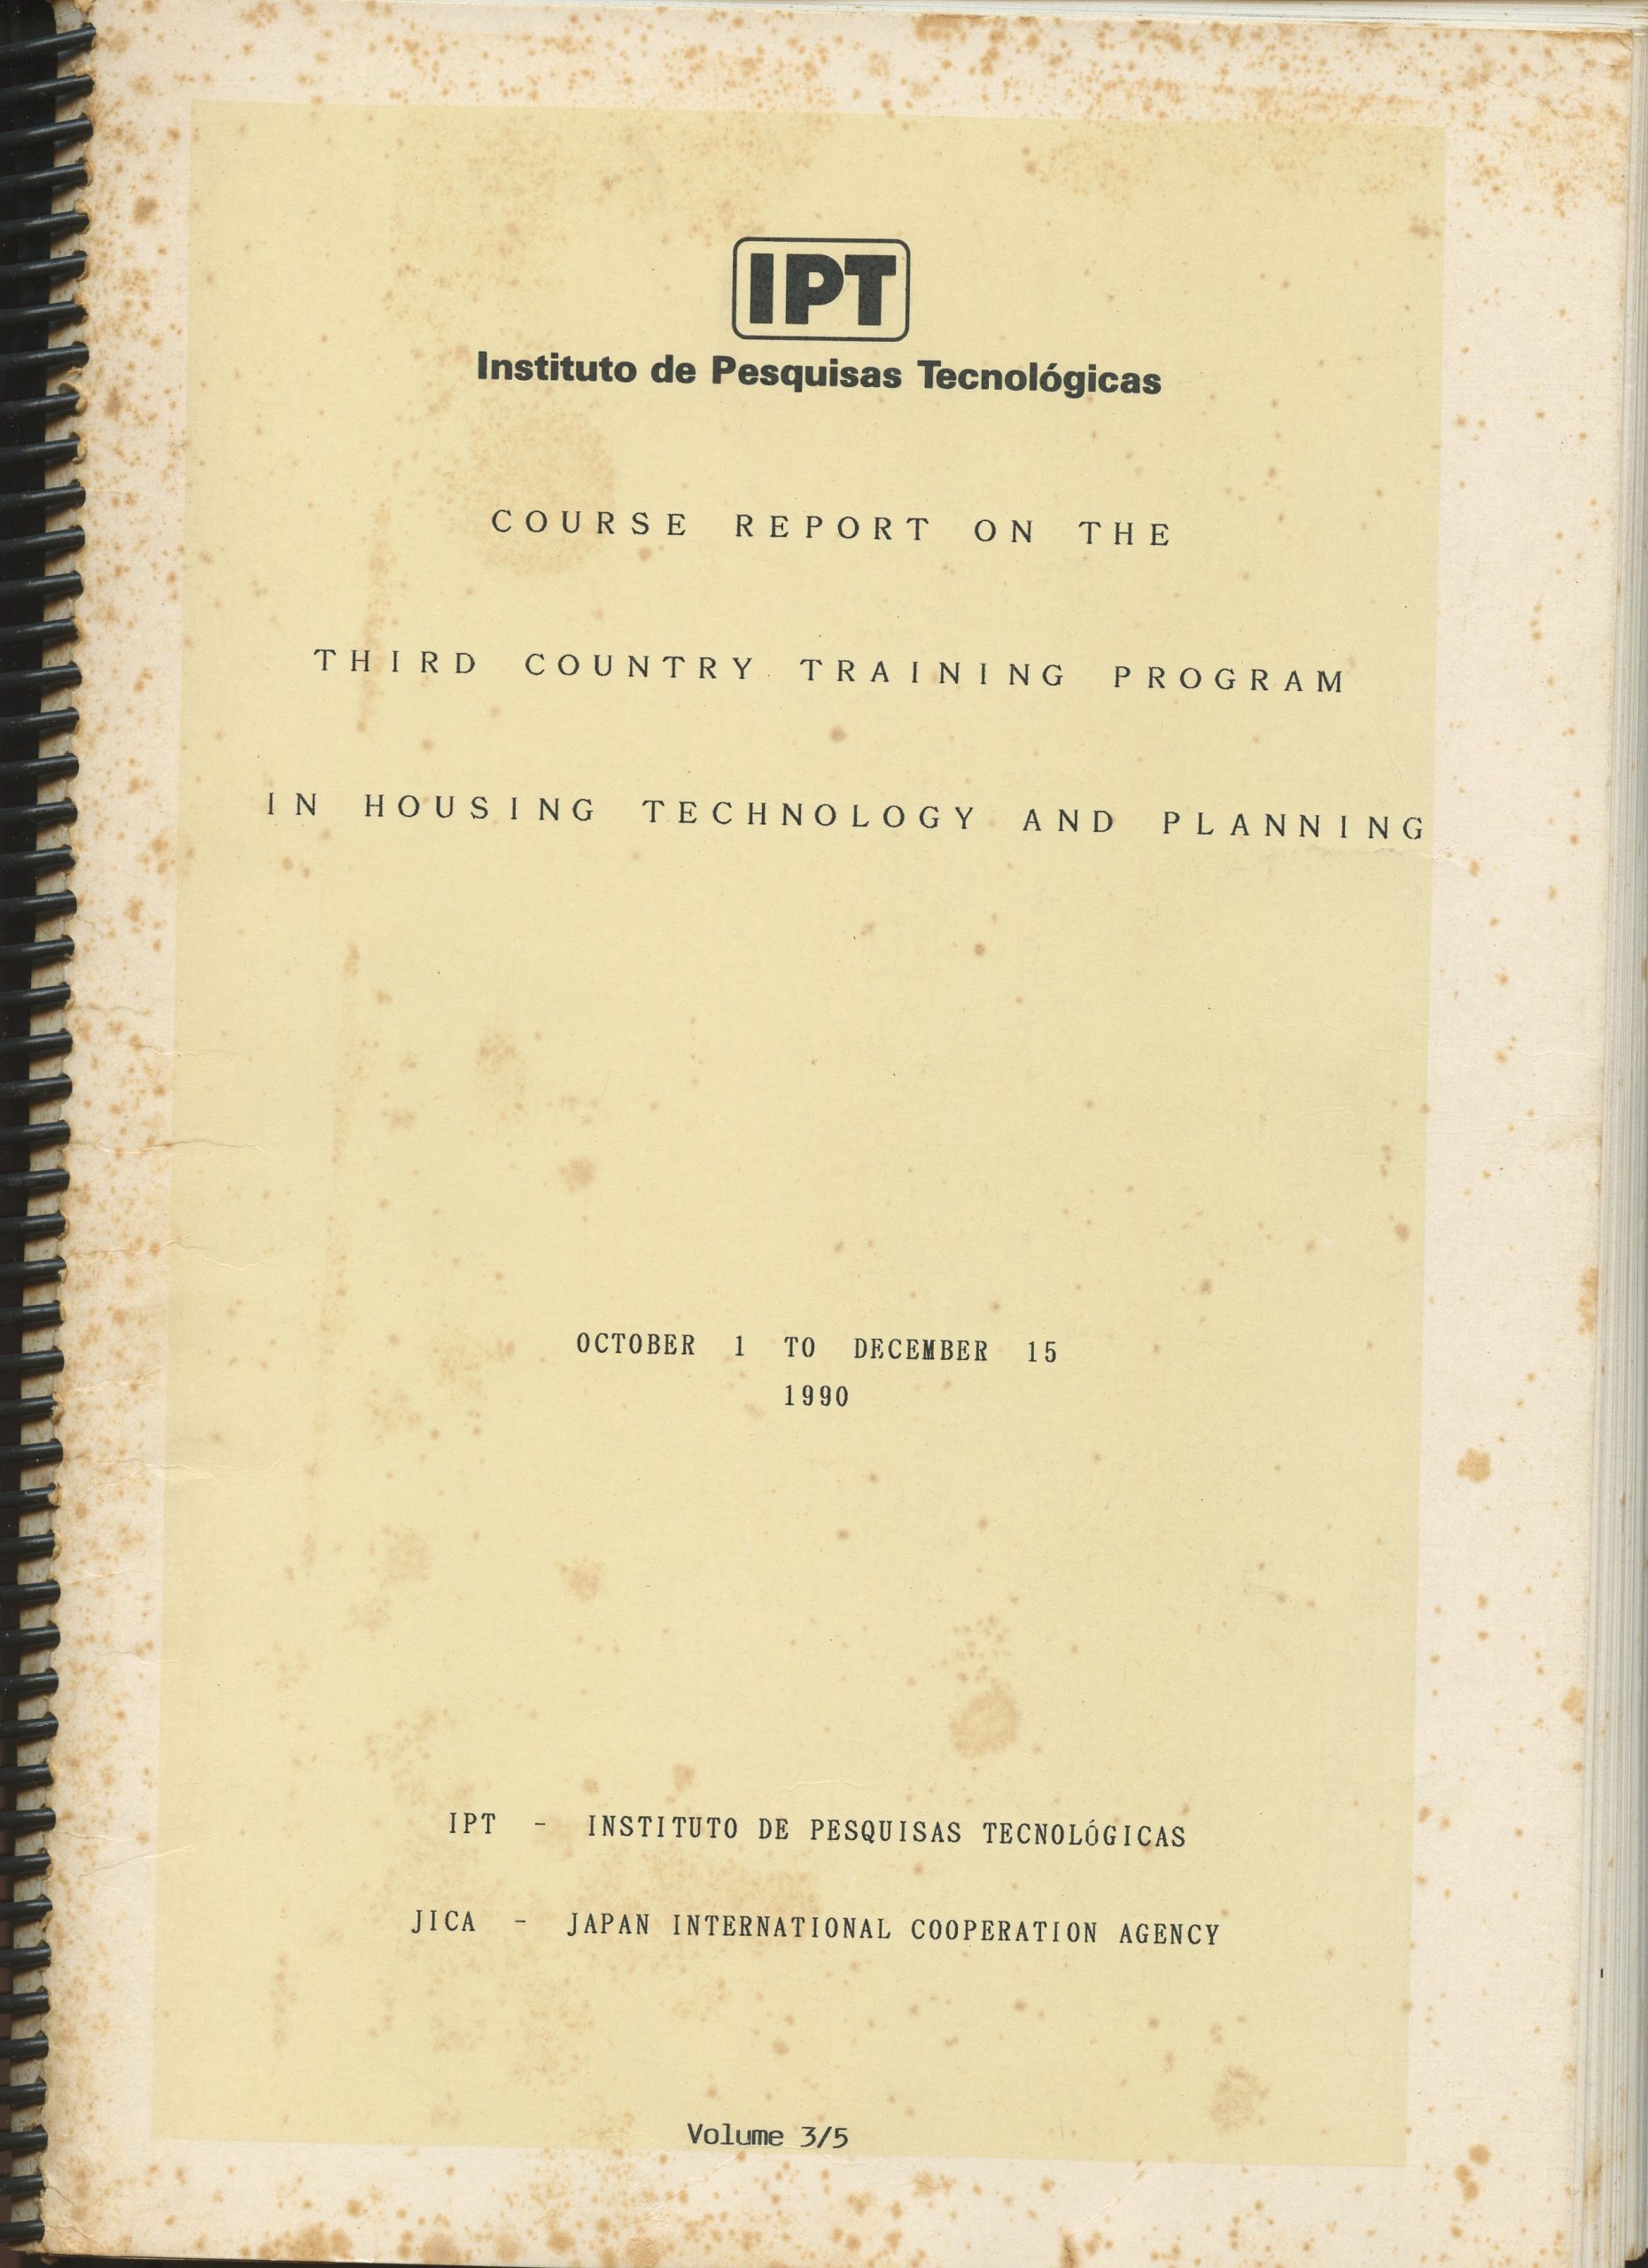 IPT
Instituto de Pesquisas Tecnológicas
COURSE REPORT ON THE
THIRD COUNTRY TRAINING PROGRAM
IN HOUSING TECHNOLOGY AND PLANNING
OCTOBER 1 TO DECEMBER 15
1990
IPT - INSTITUTO DE PESQUISAS TECNOLÓGICAS
JICA - JAPAN INTERNATIONAL COOPERATION AGENCY
Volume 3/5